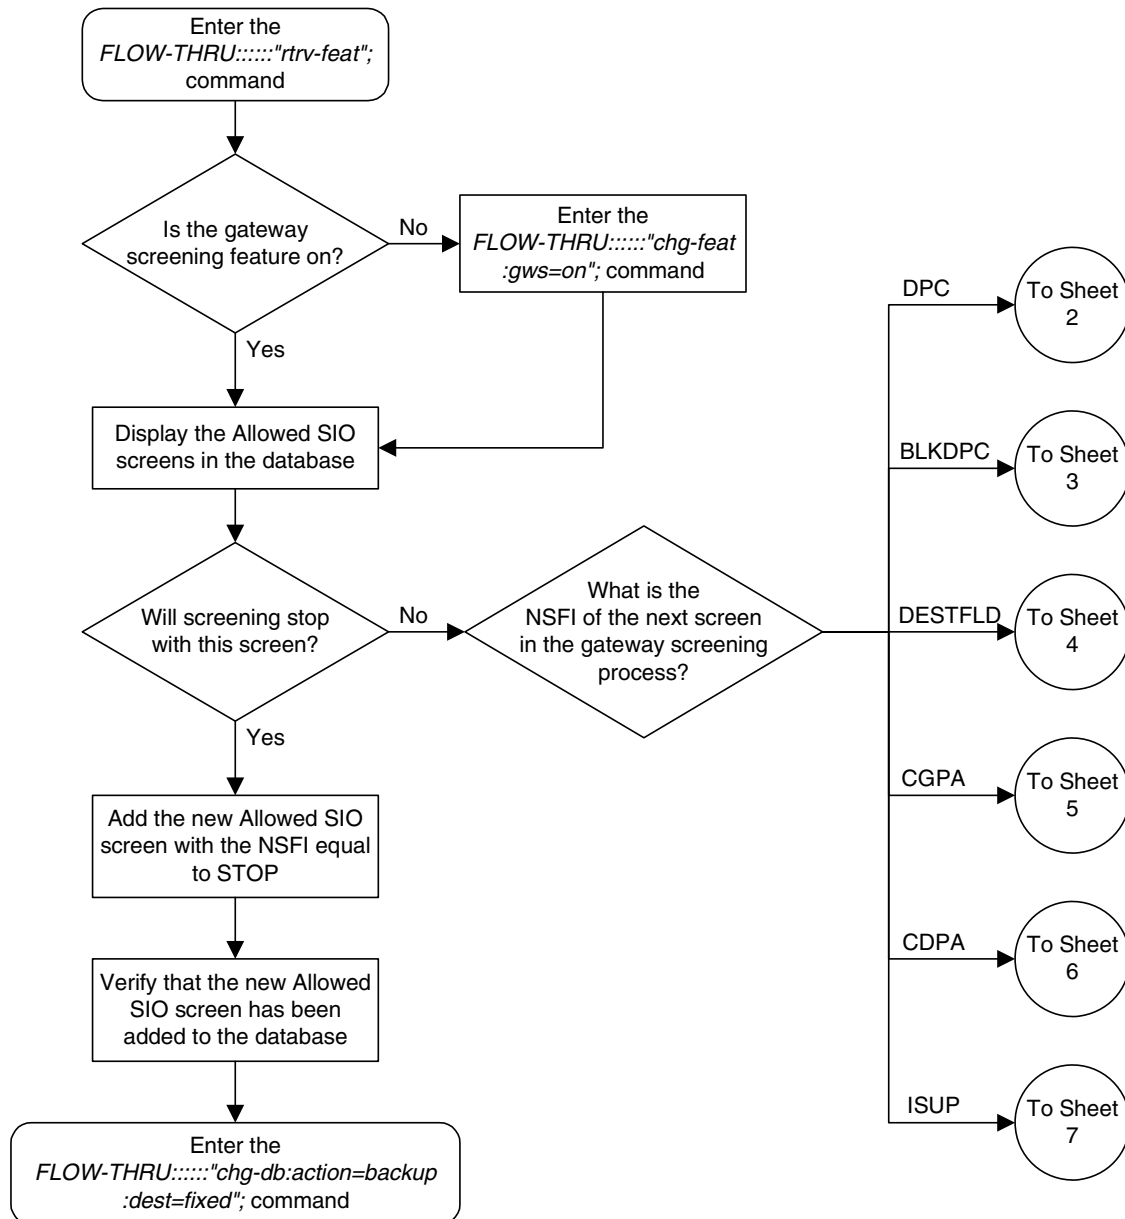 Enter the
FLOW-THRU::::::"rtrv-feat";
command
Is the gateway
screening feature on?
No
Enter the
FLOW-THRU::::::"chg-feat
:gws=on"; command
Yes
Display the Allowed SIO
screens in the database
Will screening stop
with this screen?
No
What is the
NSFI of the next screen
in the gateway screening
process?
Yes
Add the new Allowed SIO
screen with the NSFI equal
to STOP
Verify that the new Allowed
SIO screen has been
added to the database
Enter the
FLOW-THRU::::::"chg-db:action=backup
:dest=fixed"; command
DPC
To Sheet
2
BLKDPC
To Sheet
3
DESTFLD
To Sheet
4
CGPA
To Sheet
5
CDPA
To Sheet
6
ISUP
To Sheet
7